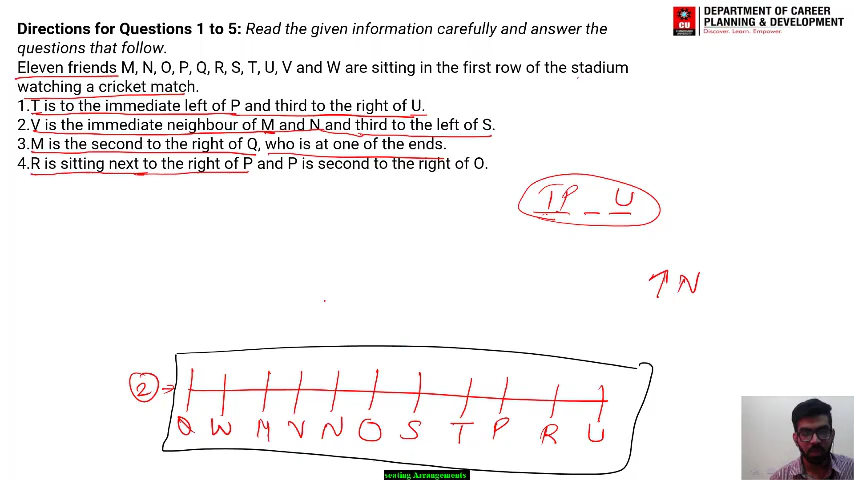 DEPARTMENT OF CAREER
PLANNING & DEVELOPMENT
Discover. Learn. Empower.
CU
Directions for Questions 1 to 5: Read the given information carefully and answer the
questions that follow.
Eleven friends M, N, O, P, Q, R, S, T, U, V and W are sitting in the first row of the stadium
watching a cricket match.
1.T is to the immediate left of P and third to the right of U.
2.V is the immediate neighbour of M and N and third to the left of S.
3.M is the second to the right of Q, who is at one of the ends.
4.R is sitting next to the right of P and P is second to the right of O.
TP _ U
↑ N
2 →
Q W M V N O S T P R U
seating Arrangements